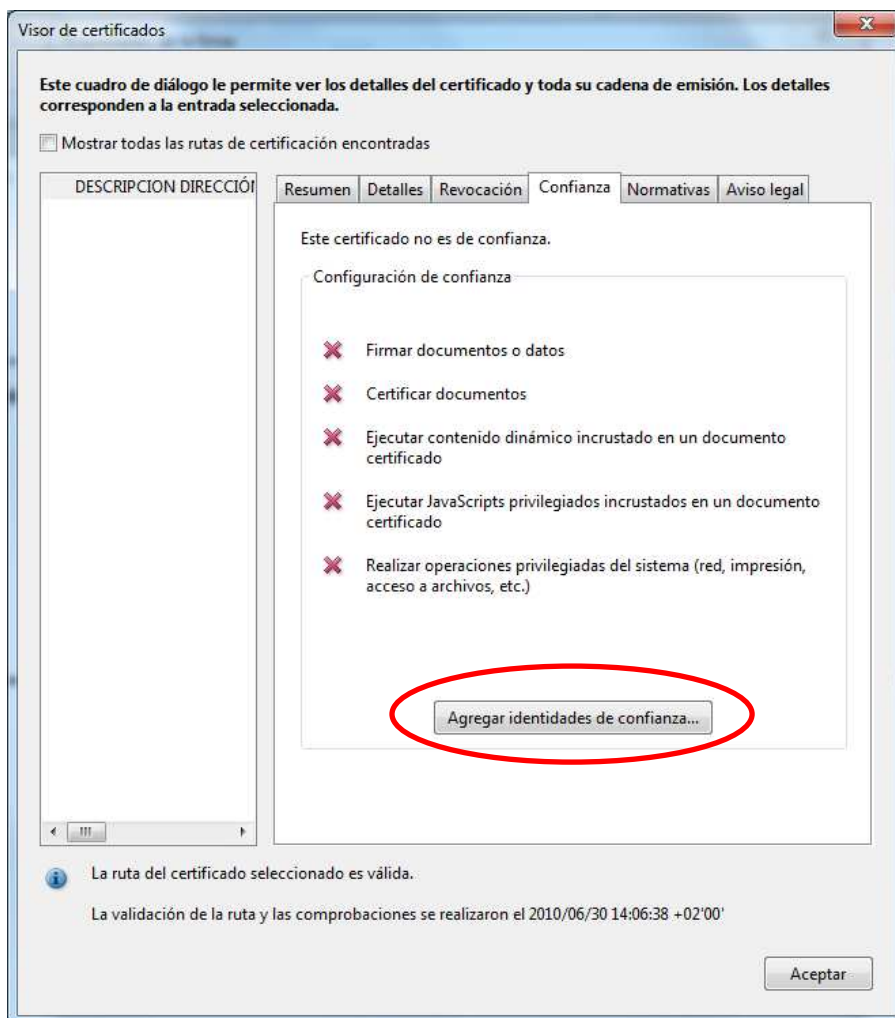 Visor de certificados
Este cuadro de diálogo le permite ver los detalles del certificado y toda su cadena de emisión. Los detalles
corresponden a la entrada seleccionada.
Mostrar todas las rutas de certificación encontradas
DESCRIPCION DIRECCIÓN
Resumen Detalles Revocación Confianza Normativas Aviso legal
Este certificado no es de confianza.
Configuración de confianza
Firmar documentos o datos
Certificar documentos
Ejecutar contenido dinámico incrustado en un documento
certificado
Ejecutar JavaScripts privilegiados incrustados en un documento
certificado
Realizar operaciones privilegiadas del sistema (red, impresión,
acceso a archivos, etc.)
Agregar identidades de confianza...
La ruta del certificado seleccionado es válida.
La validación de la ruta y las comprobaciones se realizaron el 2010/06/30 14:06:38 +02'00'
Aceptar